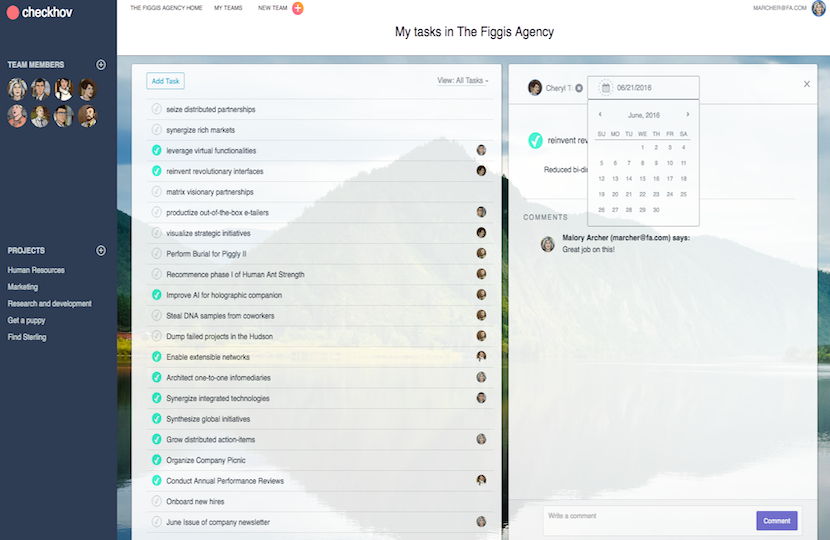 checkhov
THE FIGGIS AGENCY HOME MY TEAMS NEW TEAM
MARCHER@FA.COM
My tasks in The Figgis Agency
TEAM MEMBERS
PROJECTS
Human Resources
Marketing
Research and development
Get a puppy
Find Sterling
Add Task
View: All Tasks
seize distributed partnerships
synergize rich markets
leverage virtual functionalities
reinvent revolutionary interfaces
matrix visionary partnerships
productize out-of-the-box e-tailers
visualize strategic initiatives
Perform Burial for Piggly II
Recommence phase I of Human Ant Strength
Improve AI for holographic companion
Steal DNA samples from coworkers
Dump failed projects in the Hudson
Enable extensible networks
Architect one-to-one infomediaries
Synergize integrated technologies
Synthesize global initiatives
Grow distributed action-items
Organize Company Picnic
Conduct Annual Performance Reviews
Onboard new hires
June Issue of company newsletter
Cheryl T.
06/21/2016
June, 2016
SU MO TU WE TH FR SA
1 2 3 4
5 6 7 8 9 10 11
12 13 14 15 16 17 18
19 20 21 22 23 24 25
26 27 28 29 30
reinvent rev
Reduced bi-di
COMMENTS
Malory Archer (marcher@fa.com) says:
Great job on this!
Write a comment
Comment